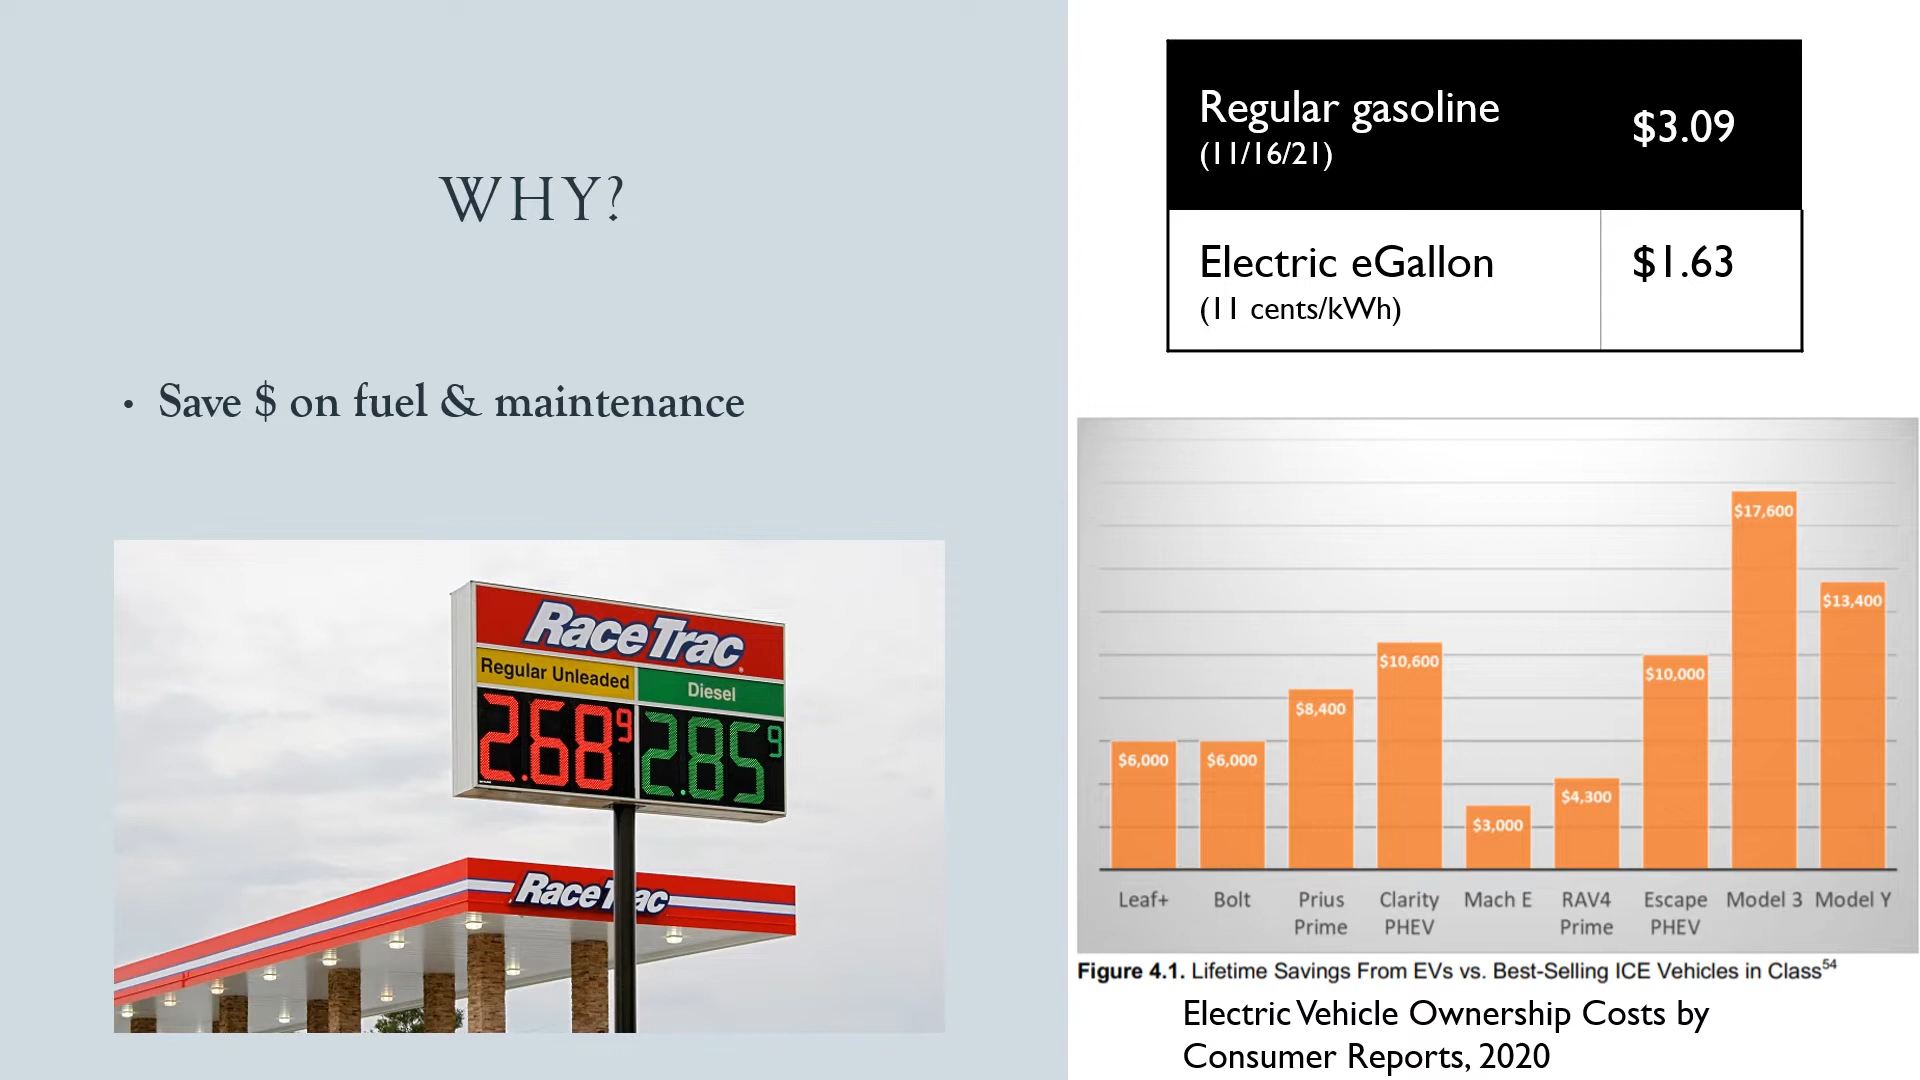 WHY?
• Save $ on fuel & maintenance
RaceTrac
Regular Unleaded
Diesel
2.68 9
2.85 9
RaceTrac
Regular gasoline
$3.09
(11/16/21)
Electric eGallon
$1.63
(11 cents/kWh)
$17,600
$13,400
$10,600
$10,000
$8,400
$6,000
$6,000
$4,300
$3,000
Leaf+ Bolt Prius Clarity Mach E RAV4 Escape Model 3 Model Y
Prime PHEV Prime PHEV
Figure 4.1. Lifetime Savings From EVs vs. Best-Selling ICE Vehicles in Class54
Electric Vehicle Ownership Costs by
Consumer Reports, 2020